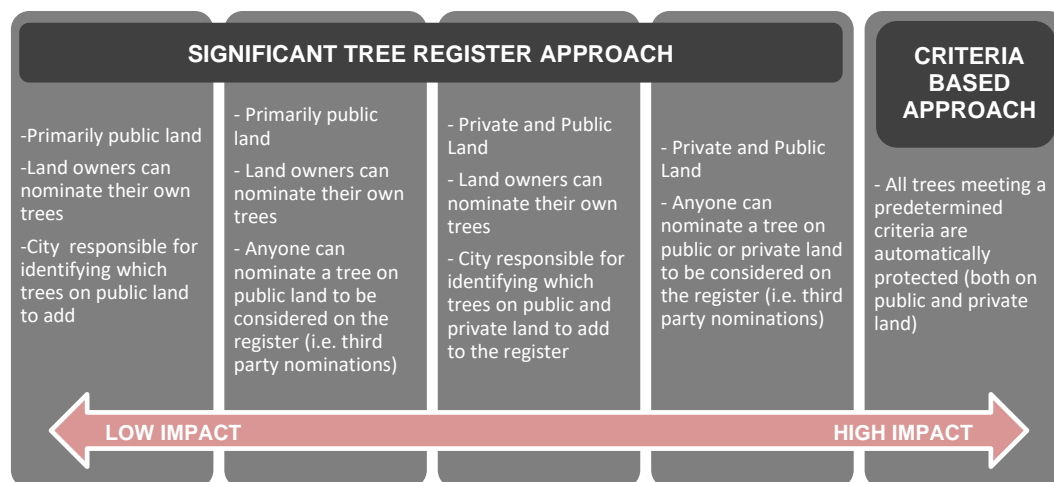 SIGNIFICANT TREE REGISTER APPROACH
-Primarily public land
-Land owners can
nominate their own
trees
-City responsible for
identifying which
trees on public land
to add
- Primarily public
land
- Land owners can
nominate their own
trees
- Anyone can
nominate a tree on
public land to be
considered on the
register (i.e. third
party nominations)
- Private and Public
Land
- Land owners can
nominate their own
trees
- City responsible for
identifying which
trees on public and
private land to add
to the register
- Private and Public
Land
- Anyone can
nominate a tree on
public or private land
to be considered on
the register (i.e. third
party nominations)
CRITERIA
BASED
APPROACH
- All trees meeting a
predetermined
criteria are
automatically
protected (both on
public and private
land)
LOW IMPACT
HIGH IMPACT